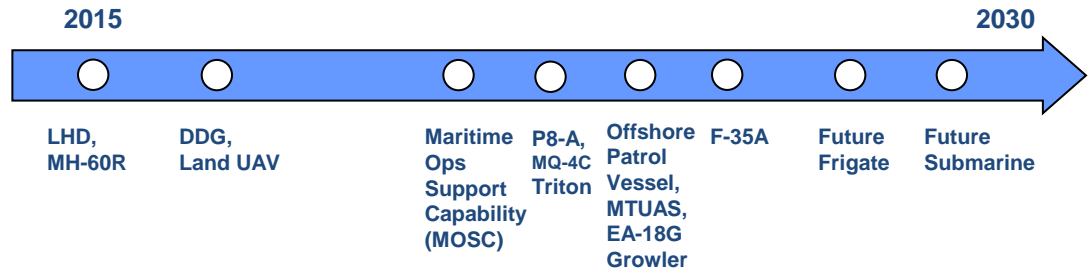 2015
2030
LHD,
MH-60R
DDG,
Land UAV
Maritime
Ops
Support
Capability
(MOSC)
P8-A,
MQ-4C
Triton
Offshore
Patrol
Vessel,
MTUAS,
EA-18G
Growler
F-35A
Future
Frigate
Future
Submarine